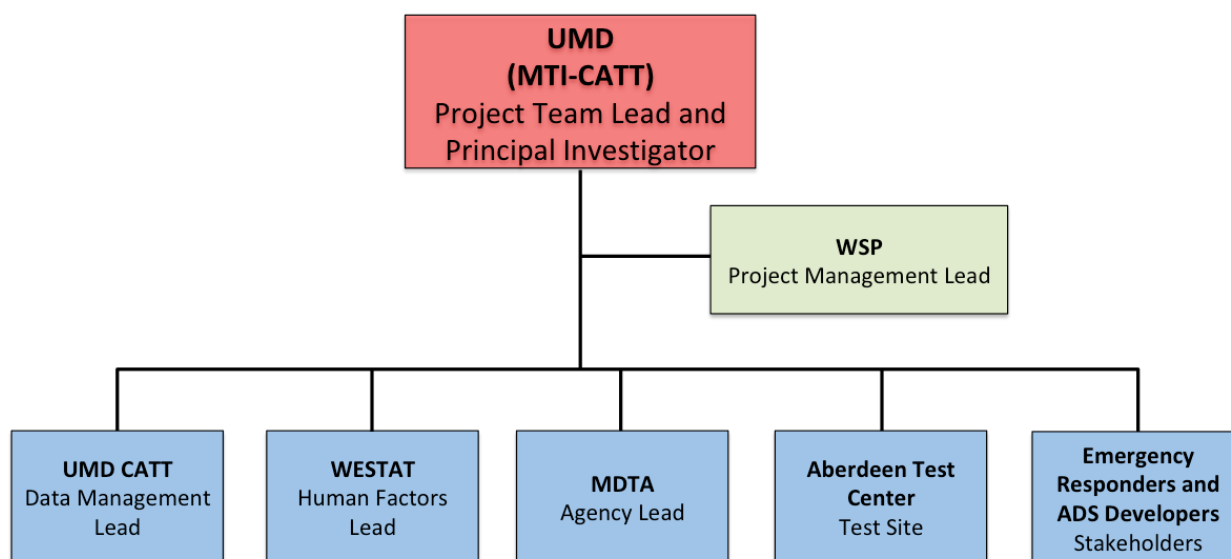 UMD
(MTI-CATT)
Project Team Lead and
Principal Investigator
WSP
Project Management Lead
UMD CATT
Data Management
Lead
WESTAT
Human Factors
Lead
MDTA
Agency Lead
Aberdeen Test
Center
Test Site
Emergency
Responders and
ADS Developers
Stakeholders